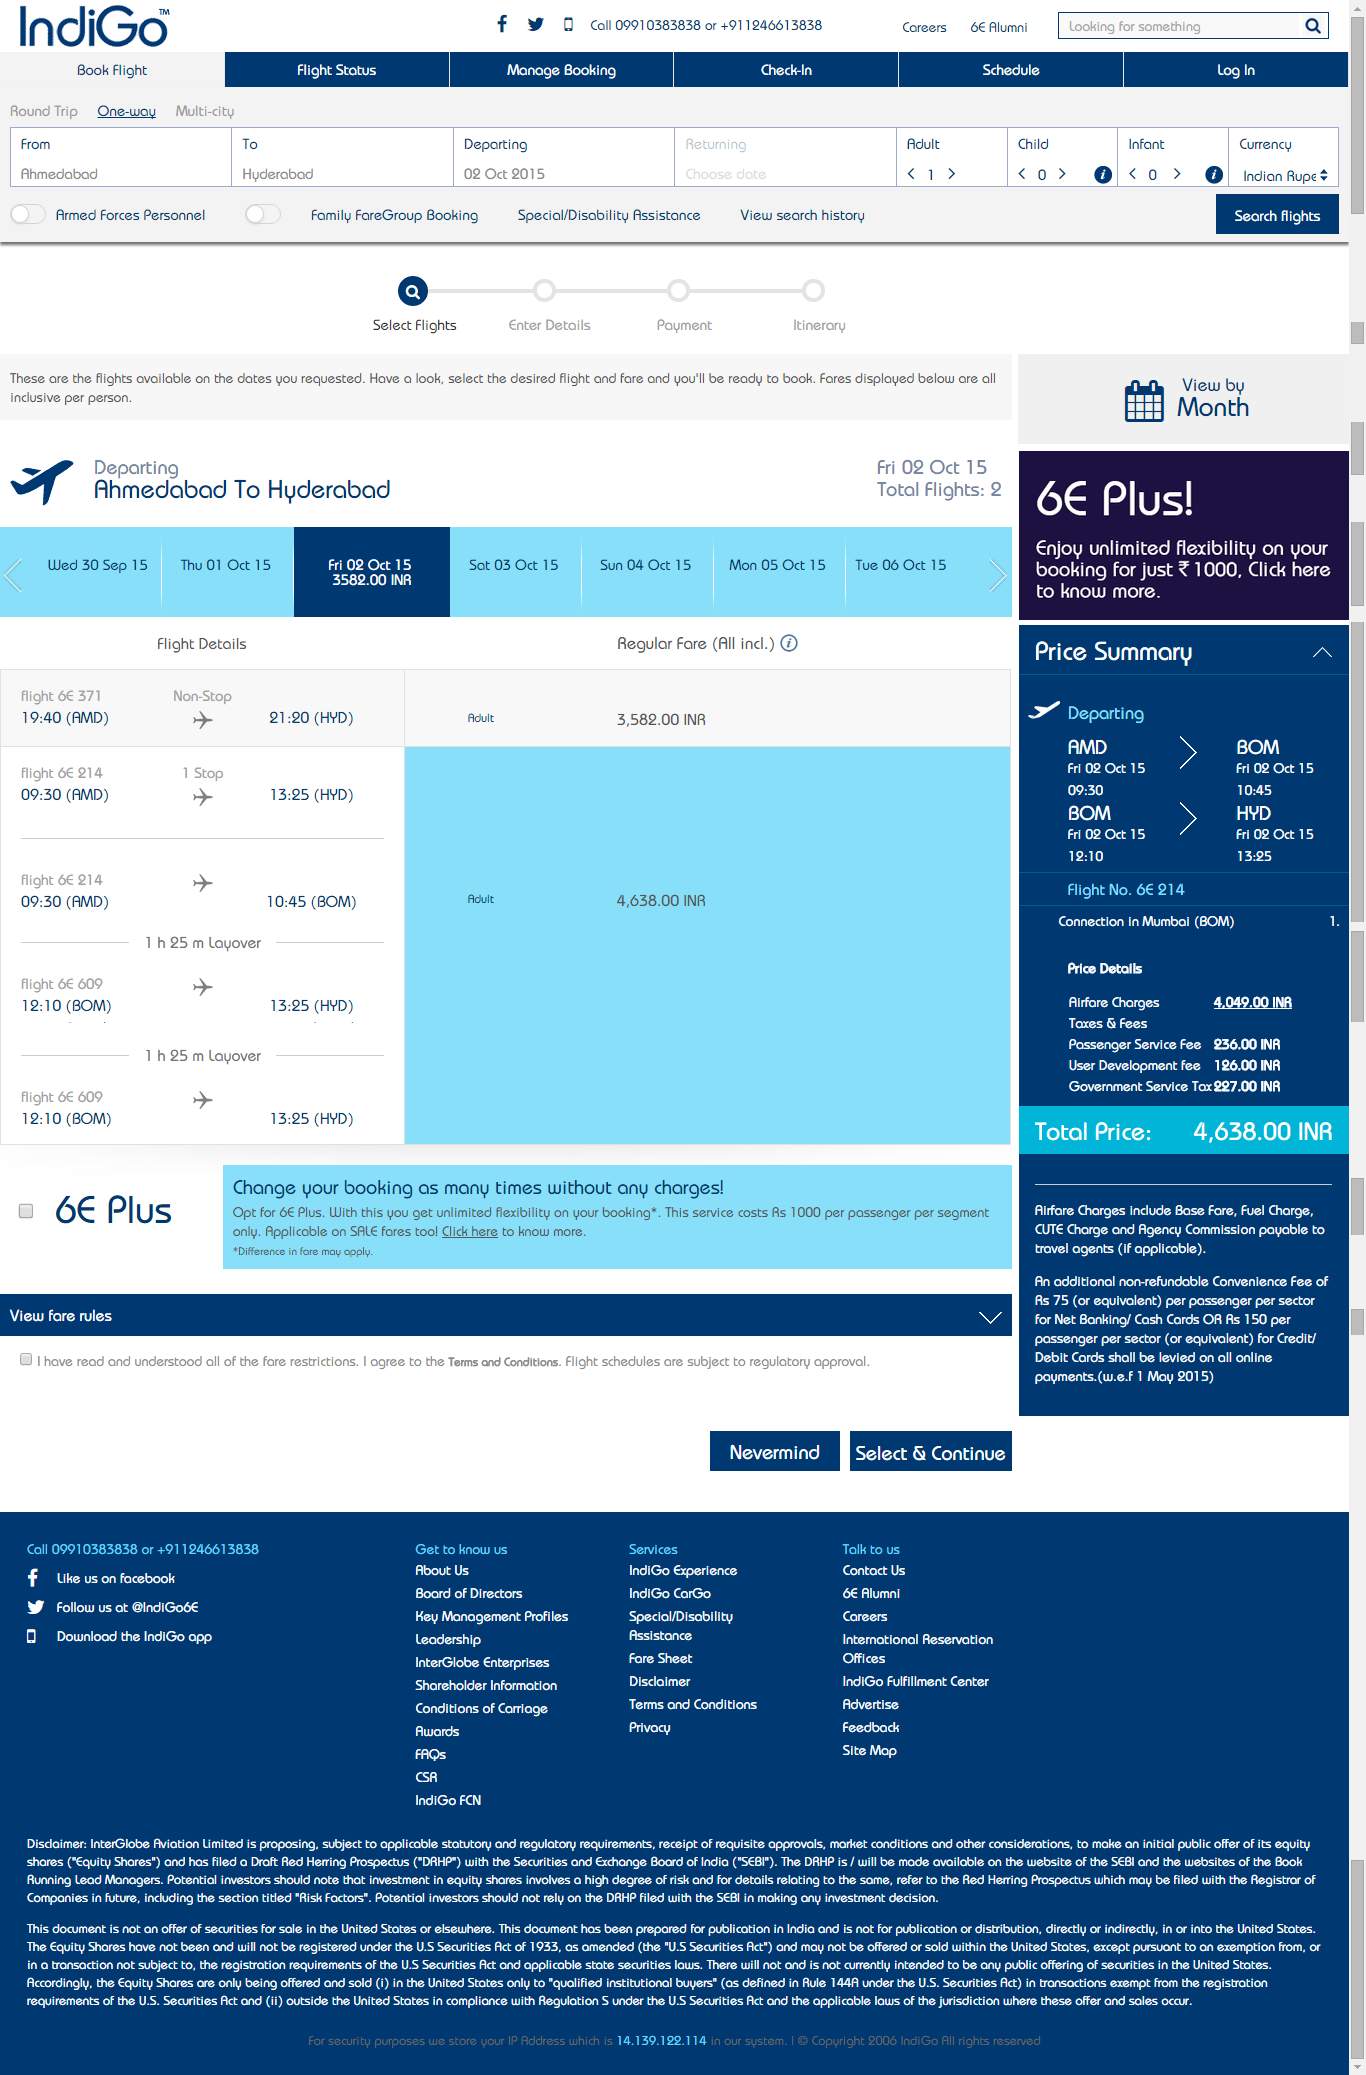 IndiGo™
Call 09910383838 or +911246613838
Careers 6E Alumni
Looking for something
Book Flight Flight Status Manage Booking Check-In Schedule Log In
Round Trip One-way Multi-city
From To Departing Returning Adult Child Infant Currency
Ahmedabad Hyderabad 02 Oct 2015 Choose date < 1 > < 0 > i < 0 > i Indian Rupe
Armed Forces Personnel Family FareGroup Booking Special/Disability Assistance View search history Search flights
Select Flights Enter Details Payment Itinerary
These are the flights available on the dates you requested. Have a look, select the desired flight and fare and you'll be ready to book. Fares displayed below are all
inclusive per person.
View by
Month
Departing
Ahmedabad To Hyderabad
Fri 02 Oct 15
Total Flights: 2
Wed 30 Sep 15 Thu 01 Oct 15 Fri 02 Oct 15 Sat 03 Oct 15 Sun 04 Oct 15 Mon 05 Oct 15 Tue 06 Oct 15
3582.00 INR
6E Plus!
Enjoy unlimited flexibility on your
booking for just ₹ 1000, Click here
to know more.
Flight Details Regular Fare (All incl.) i
flight 6E 371 Non-Stop
19:40 (AMD) 21:20 (HYD) Adult 3,582.00 INR
flight 6E 214 1 Stop
09:30 (AMD) 13:25 (HYD)
flight 6E 214
09:30 (AMD) 10:45 (BOM) Adult 4,638.00 INR
1 h 25 m Layover
flight 6E 609
12:10 (BOM) 13:25 (HYD)
1 h 25 m Layover
flight 6E 609
12:10 (BOM) 13:25 (HYD)
Price Summary
Departing
AMD BOM
Fri 02 Oct 15 Fri 02 Oct 15
09:30 10:45
BOM HYD
Fri 02 Oct 15 Fri 02 Oct 15
12:10 13:25
Flight No. 6E 214
Connection in Mumbai (BOM) 1.
Price Details
Airfare Charges 4,049.00 INR
Taxes & Fees
Passenger Service Fee 236.00 INR
User Development fee 126.00 INR
Government Service Tax 227.00 INR
Total Price: 4,638.00 INR
Airfare Charges include Base Fare, Fuel Charge,
CUTE Charge and Agency Commission payable to
travel agents (if applicable).
An additional non-refundable Convenience Fee of
Rs 75 (or equivalent) per passenger per sector
for Net Banking/ Cash Cards OR Rs 150 per
passenger per sector (or equivalent) for Credit/
Debit Cards shall be levied on all online
payments.(w.e.f 1 May 2015)
6E Plus
Change your booking as many times without any charges!
Opt for 6E Plus. With this you get unlimited flexibility on your booking*. This service costs Rs 1000 per passenger per segment
only. Applicable on SALE fares too! Click here to know more.
*Difference in fare may apply.
View fare rules
I have read and understood all of the fare restrictions. I agree to the Terms and Conditions. Flight schedules are subject to regulatory approval.
Nevermind Select & Continue
Call 09910383838 or +911246613838
Like us on facebook
Follow us at @IndiGo6E
Download the IndiGo app
Get to know us
About Us
Board of Directors
Key Management Profiles
Leadership
InterGlobe Enterprises
Shareholder Information
Conditions of Carriage
Awards
FAQs
CSR
IndiGo FCN
Services
IndiGo Experience
IndiGo CarGo
Special/Disability
Assistance
Fare Sheet
Disclaimer
Terms and Conditions
Privacy
Talk to us
Contact Us
6E Alumni
Careers
International Reservation
Offices
IndiGo Fulfillment Center
Advertise
Feedback
Site Map
Disclaimer: InterGlobe Aviation Limited is proposing, subject to applicable statutory and regulatory requirements, receipt of requisite approvals, market conditions and other considerations, to make an initial public offer of its equity
shares ("Equity Shares") and has filed a Draft Red Herring Prospectus ("DRHP") with the Securities and Exchange Board of India ("SEBI"). The DRHP is / will be made available on the website of the SEBI and the websites of the Book
Running Lead Managers. Potential investors should note that investment in equity shares involves a high degree of risk and for details relating to the same, refer to the Red Herring Prospectus which may be filed with the Registrar of
Companies in future, including the section titled "Risk Factors". Potential investors should not rely on the DRHP filed with the SEBI in making any investment decision.
This document is not an offer of securities for sale in the United States or elsewhere. This document has been prepared for publication in India and is not for publication or distribution, directly or indirectly, in or into the United States.
The Equity Shares have not been and will not be registered under the U.S Securities Act of 1933, as amended (the "U.S Securities Act") and may not be offered or sold within the United States, except pursuant to an exemption from, or
in a transaction not subject to, the registration requirements of the U.S Securities Act and applicable state securities laws. There will not and is not currently intended to be any public offering of securities in the United States.
Accordingly, the Equity Shares are only being offered and sold (i) in the United States only to "qualified institutional buyers" (as defined in Rule 144A under the U.S. Securities Act) in transactions exempt from the registration
requirements of the U.S. Securities Act and (ii) outside the United States in compliance with Regulation S under the U.S Securities Act and the applicable laws of the jurisdiction where these offer and sales occur.
For security purposes we store your IP Address which is 14.139.122.114 in our system. | © Copyright 2006 IndiGo All rights reserved